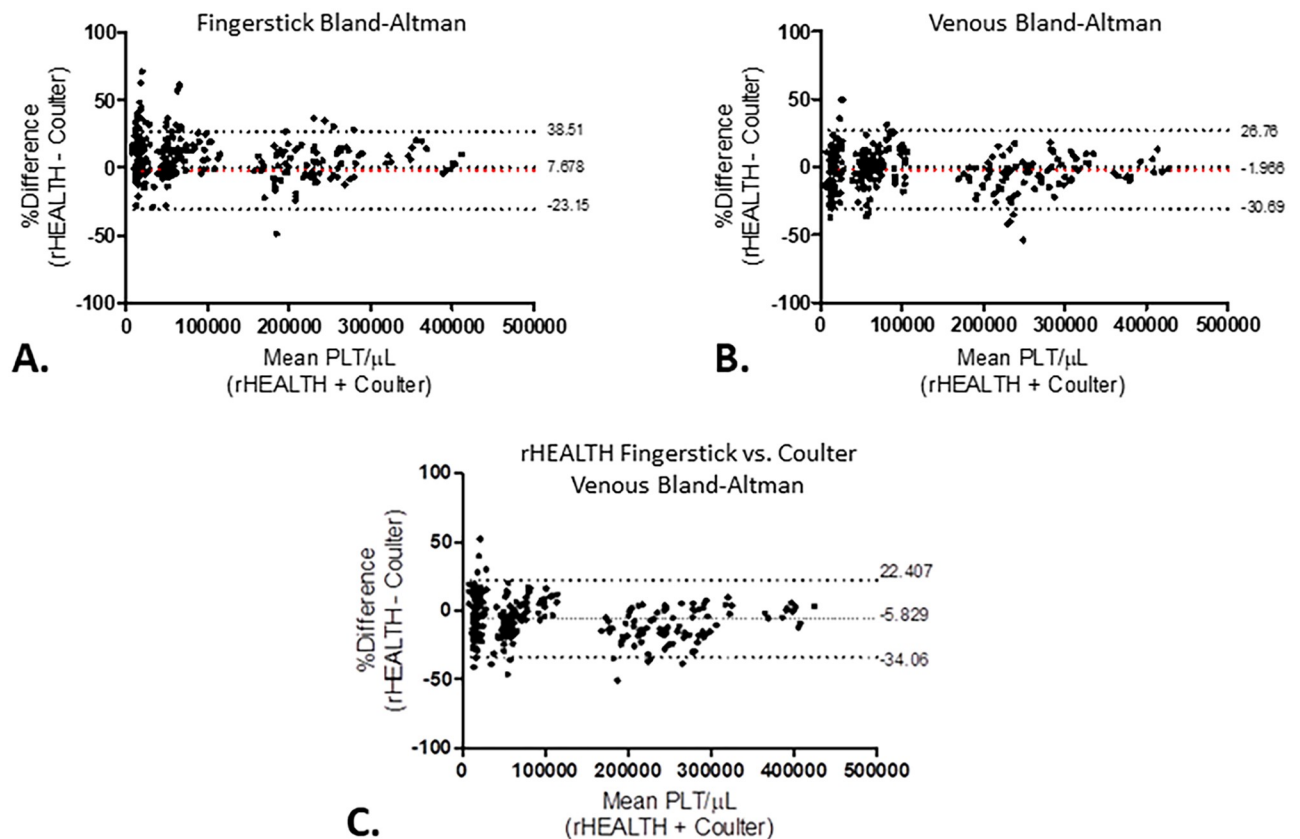 Fingerstick Bland-Altman
100
50
0
-50
-100
%Difference
(rHEALTH - Coulter)
38.51
7.678
-23.15
0 100000 200000 300000 400000 500000
Mean PLT/μL
(rHEALTH + Coulter)
A.
Venous Bland-Altman
100
50
0
-50
-100
%Difference
(rHEALTH - Coulter)
26.76
-1.966
-30.69
0 100000 200000 300000 400000 500000
Mean PLT/μL
(rHEALTH + Coulter)
B.
rHEALTH Fingerstick vs. Coulter
Venous Bland-Altman
100
50
0
-50
-100
%Difference
(rHEALTH - Coulter)
22.407
-5.829
-34.06
0 100000 200000 300000 400000 500000
Mean PLT/μL
(rHEALTH + Coulter)
C.